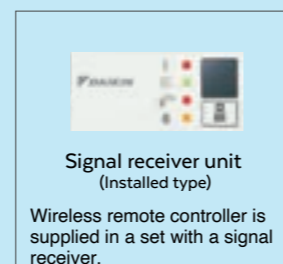 DAIKIN
Signal receiver unit
(Installed type)
Wireless remote controller is
supplied in a set with a signal
receiver.